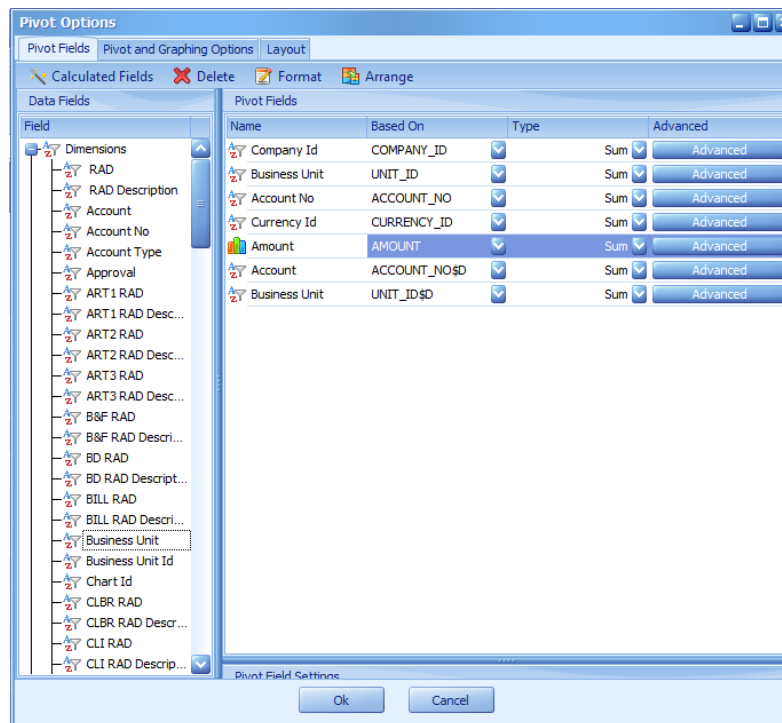 Pivot Options
Pivot Fields Pivot and Graphing Options Layout
Calculated Fields Delete Format Arrange
Data Fields
Field
Dimensions
RAD
RAD Description
Account
Account No
Account Type
Approval
ART1 RAD
ART1 RAD Desc...
ART2 RAD
ART2 RAD Desc...
ART3 RAD
ART3 RAD Desc...
B&F RAD
B&F RAD Descri...
BD RAD
BD RAD Descript...
BILL RAD
BILL RAD Descri...
Business Unit
Business Unit Id
Chart Id
CLBR RAD
CLBR RAD Descr...
CLI RAD
CLI RAD Descrip...
Pivot Fields
Name Based On Type Advanced
Company Id COMPANY_ID Sum Advanced
Business Unit UNIT_ID Sum Advanced
Account No ACCOUNT_NO Sum Advanced
Currency Id CURRENCY_ID Sum Advanced
Amount AMOUNT Sum Advanced
Account ACCOUNT_NO$D Sum Advanced
Business Unit UNIT_ID$D Sum Advanced
Pivot Field Settings
Ok Cancel